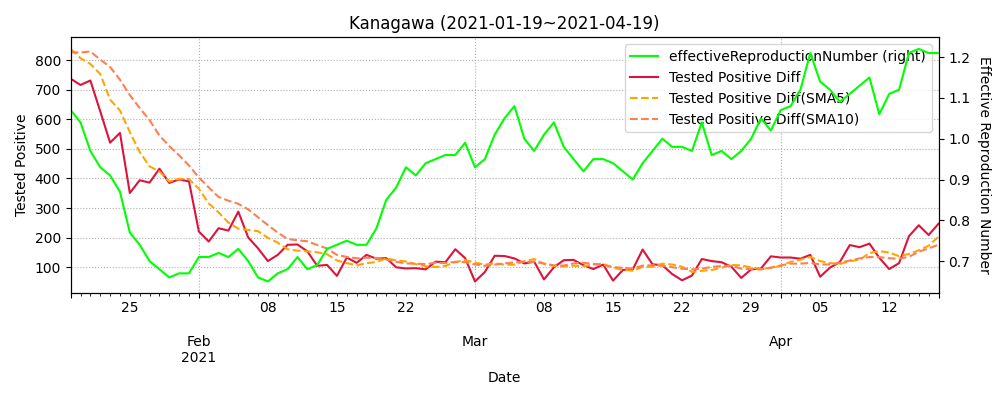 Kanagawa (2021-01-19~2021-04-19)
effectiveReproductionNumber (right)
Tested Positive Diff
Tested Positive Diff(SMA5)
Tested Positive Diff(SMA10)
Tested Positive
800
700
600
500
400
300
200
100
1.2
1.1
1.0
0.9
0.8
0.7
Effective Reproduction Number
25 08 15 22 08 15 22 29 05 12
Feb Mar Apr
2021
Date